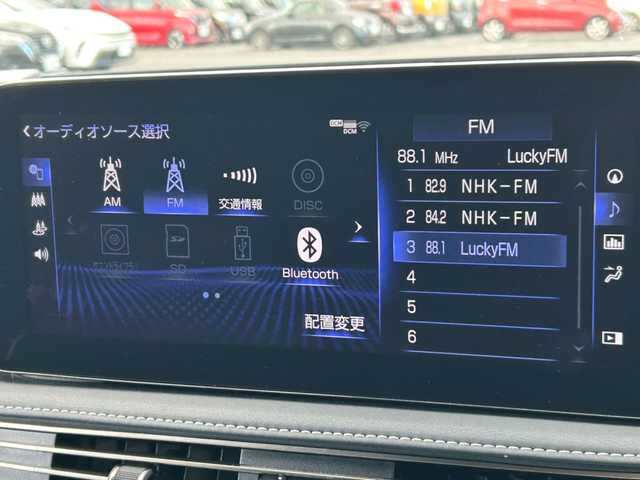 オーディオソース選択
DCM
DCM
AM
FM
交通情報
DISC
SD
USB
Bluetooth
配置変更
FM
88.1 MHz LuckyFM
1 82.9 NHK-FM
2 84.2 NHK-FM
3 88.1 LuckyFM
4
5
6